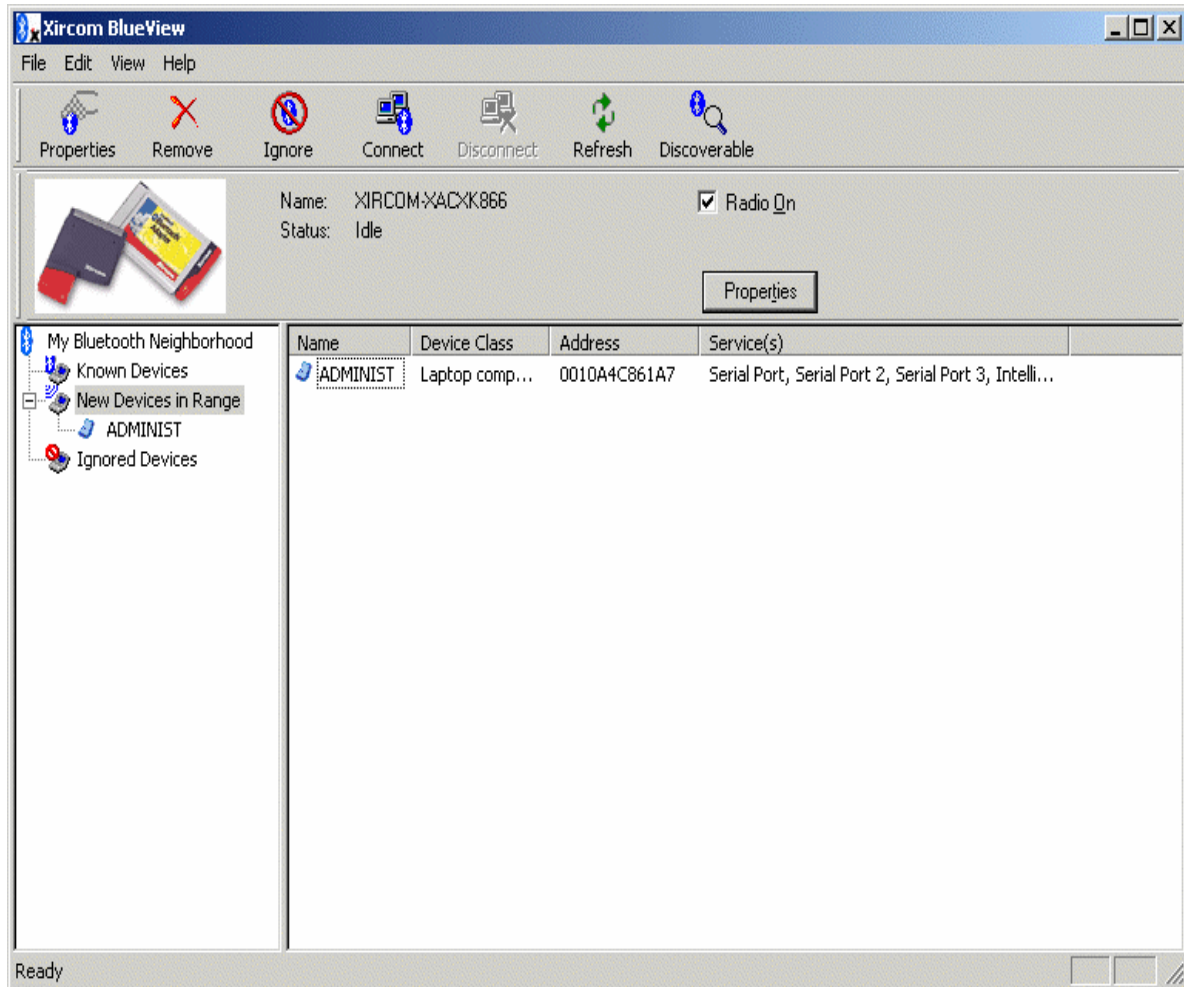 Xircom BlueView
File Edit View Help
Properties Remove Ignore Connect Disconnect Refresh Discoverable
Name: XIRCOM-XACXK866
Status: Idle
Radio On
Properties
My Bluetooth Neighborhood
Known Devices
New Devices in Range
ADMINIST
Ignored Devices
Name Device Class Address Service(s)
ADMINIST Laptop comp... 0010A4C861A7 Serial Port, Serial Port 2, Serial Port 3, Intelli...
Ready